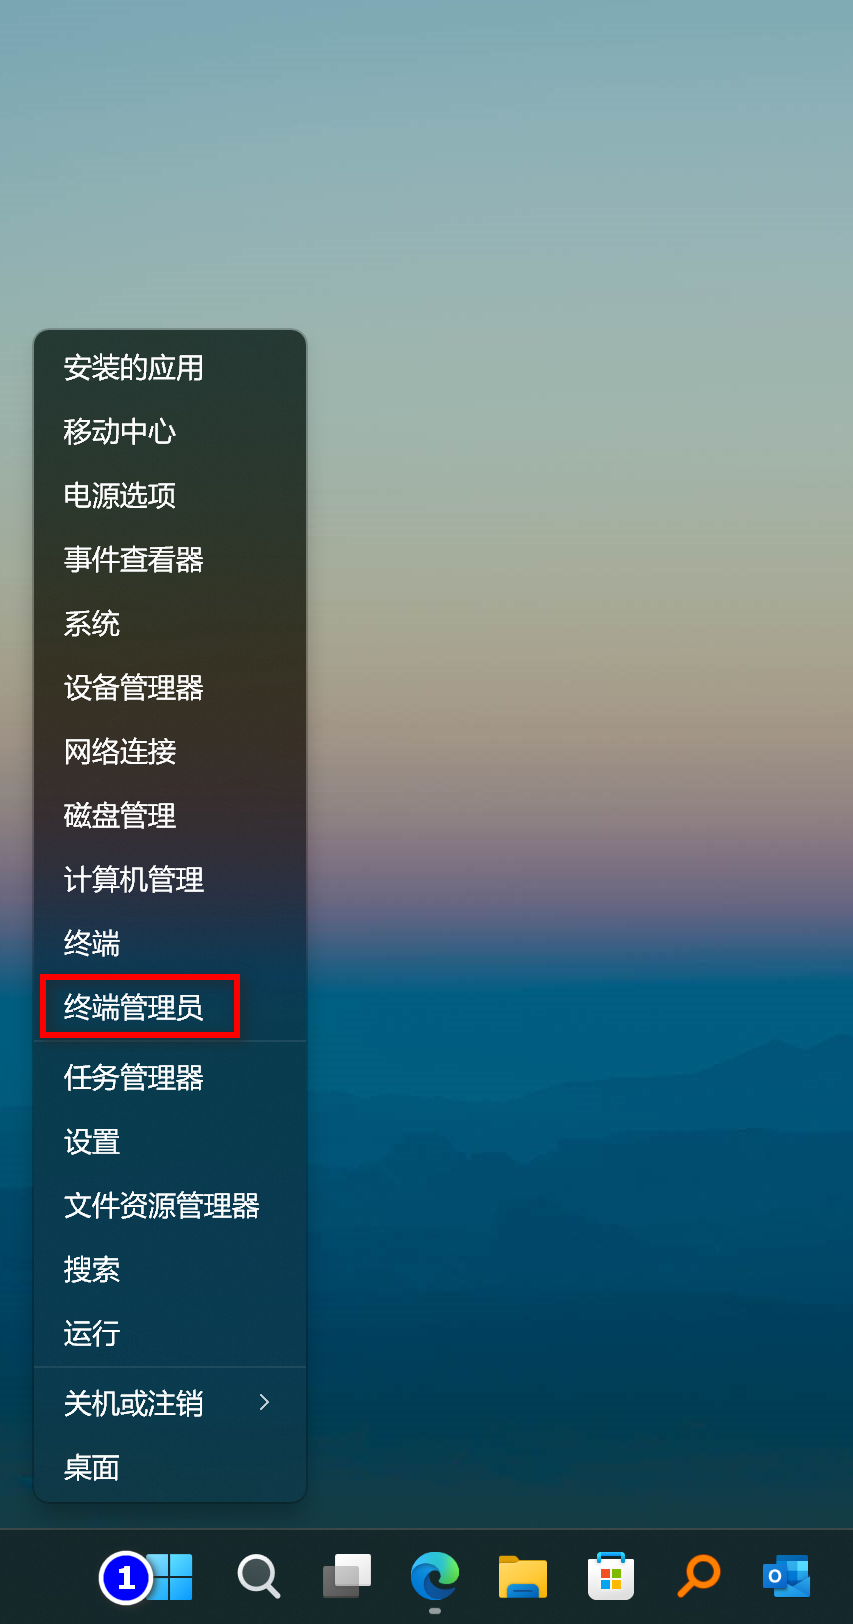 安装的应用
移动中心
电源选项
事件查看器
系统
设备管理器
网络连接
磁盘管理
计算机管理
终端
终端管理员
任务管理器
设置
文件资源管理器
搜索
运行
关机或注销
桌面
1
O